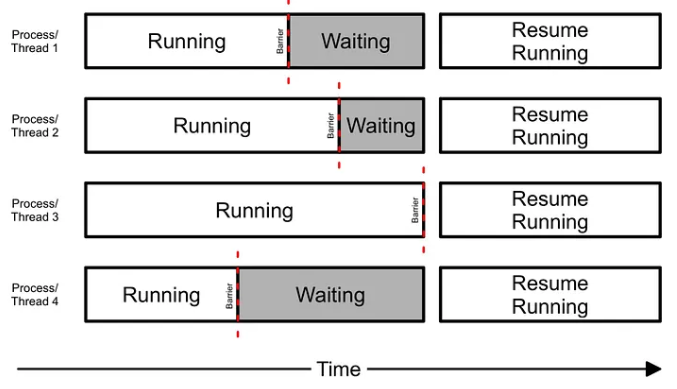 Process/
Thread 1
Running
Barrier
Waiting
Resume
Running
Process/
Thread 2
Running
Barrier
Waiting
Resume
Running
Process/
Thread 3
Running
Barrier
Resume
Running
Process/
Thread 4
Running
Barrier
Waiting
Resume
Running
Time